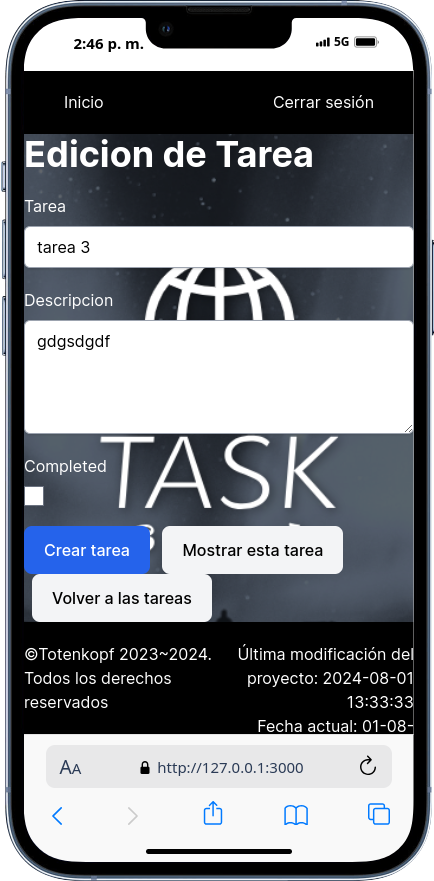 2:46 p. m. 5G
Inicio Cerrar sesión
Edicion de Tarea
Tarea
tarea 3
Descripcion
gdgsdgdf
TASK
Completed
Crear tarea Mostrar esta tarea
Volver a las tareas
©Totenkopf 2023~2024. Última modificación del
Todos los derechos proyecto: 2024-08-01
reservados 13:33:33
Fecha actual: 01-08-
AA http://127.0.0.1:3000